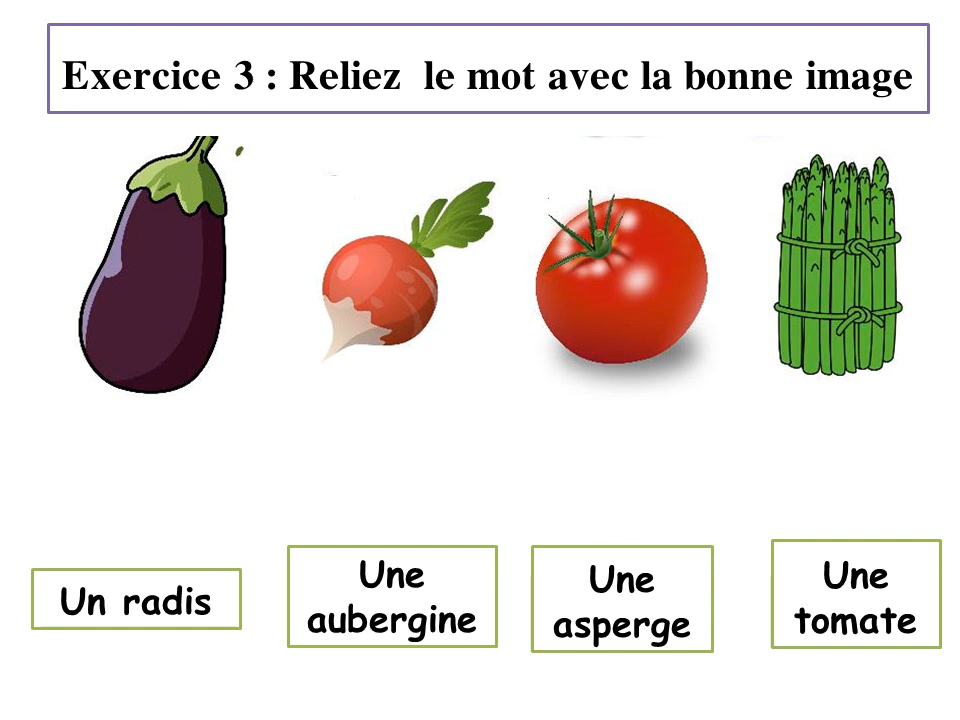 Exercice 3 : Reliez le mot avec la bonne image
Un radis
Une
aubergine
Une
asperge
Une
tomate